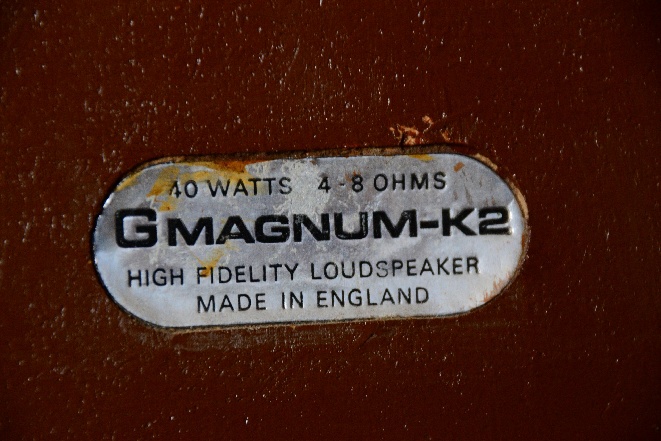 40 WATTS 4-8 OHMS
G MAGNUM-K2
HIGH FIDELITY LOUDSPEAKER
MADE IN ENGLAND